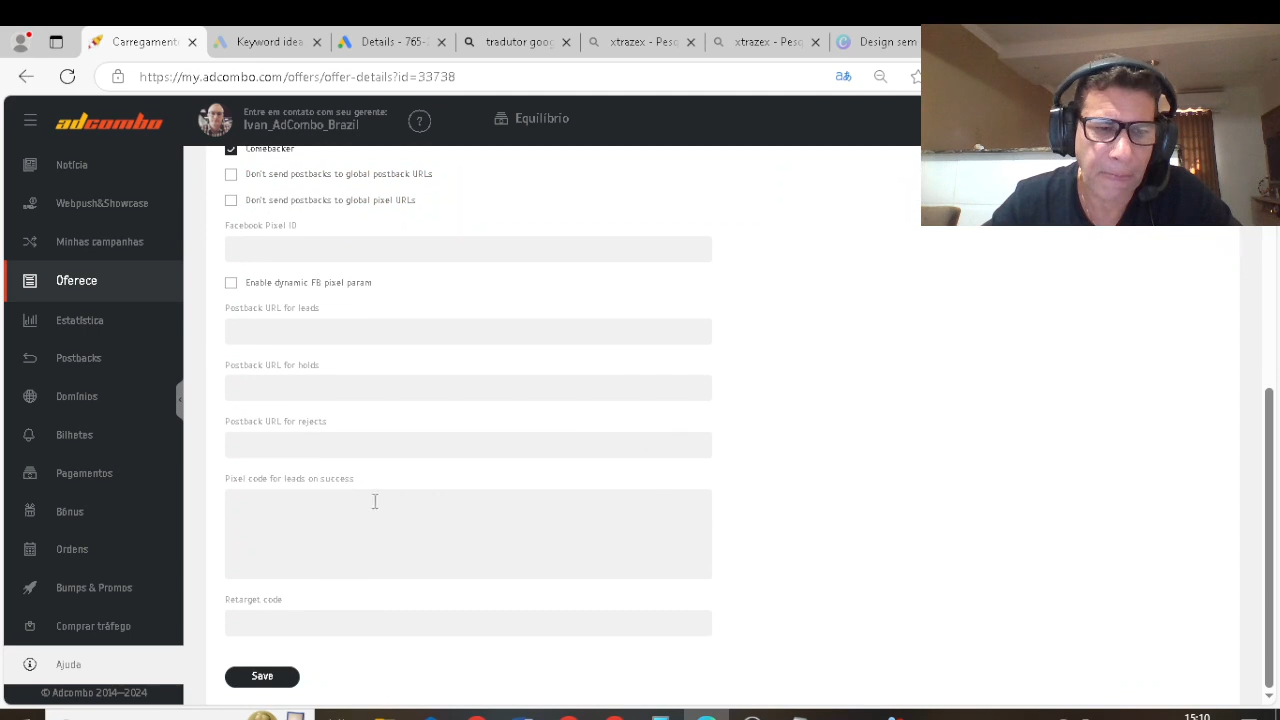 Carregament
Keyword idea
Details - 765-
tradutor goog
xtrazex - Pesq
xtrazex - Pesq
Design sem
https://my.adcombo.com/offers/offer-details?id=33738
adcombo
Entre em contato com seu gerente:
Ivan_AdCombo_Brazil
?
Equilíbrio
Notícia
Webpush&Showcase
Minhas campanhas
Oferece
Estatística
Postbacks
Domínios
Bilhetes
Pagamentos
Bônus
Ordens
Bumps & Promos
Comprar tráfego
Ajuda
© Adcombo 2014—2024
Comebacker
Don't send postbacks to global postback URLs
Don't send postbacks to global pixel URLs
Facebook Pixel ID
Enable dynamic FB pixel param
Postback URL for leads
Postback URL for holds
Postback URL for rejects
Pixel code for leads on success
Retarget code
Save
15:10